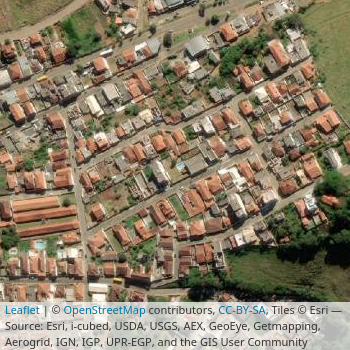 Leaflet | © OpenStreetMap contributors, CC-BY-SA, Tiles © Esri —
Source: Esri, i-cubed, USDA, USGS, AEX, GeoEye, Getmapping,
Aerogrid, IGN, IGP, UPR-EGP, and the GIS User Community